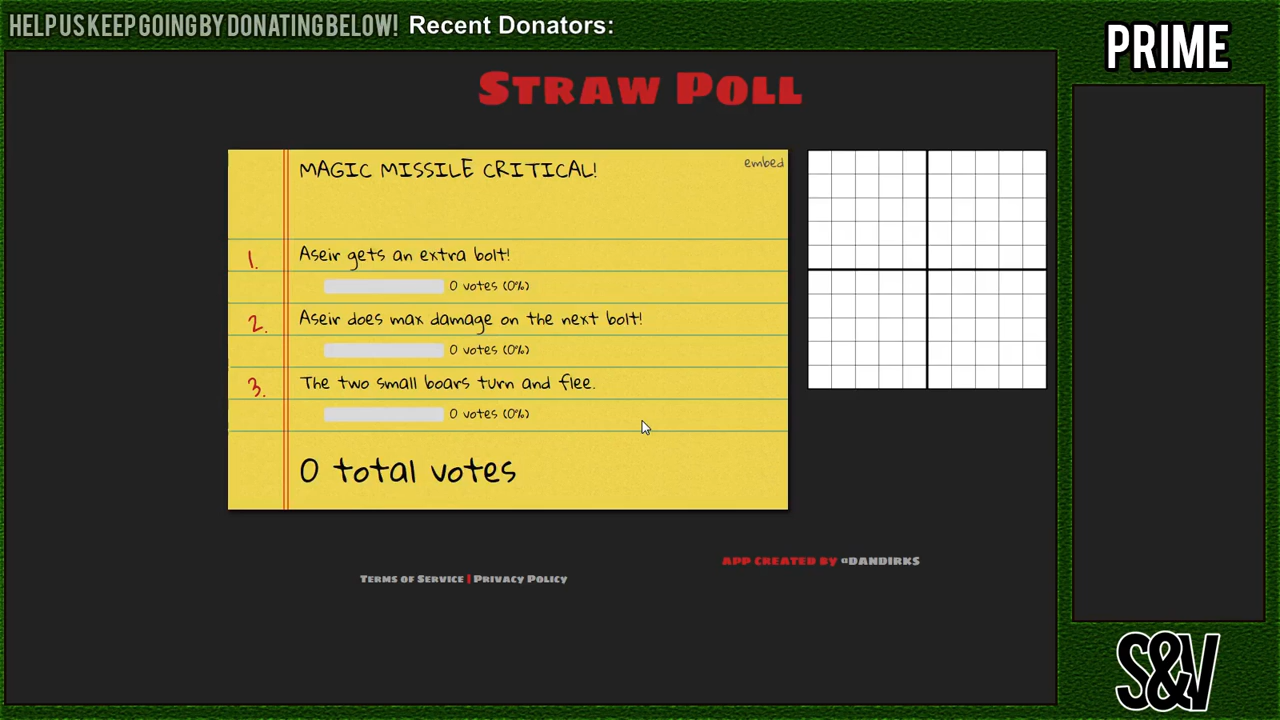 HELP US KEEP GOING BY DONATING BELOW! Recent Donators:
PRIME
STRAW POLL
MAGIC MISSILE CRITICAL!
embed
1. Aseir gets an extra bolt!
0 votes (0%)
2. Aseir does max damage on the next bolt!
0 votes (0%)
3. The two small boars turn and flee.
0 votes (0%)
0 total votes
APP CREATED BY @DANDIRKS
TERMS OF SERVICE | PRIVACY POLICY
S&V